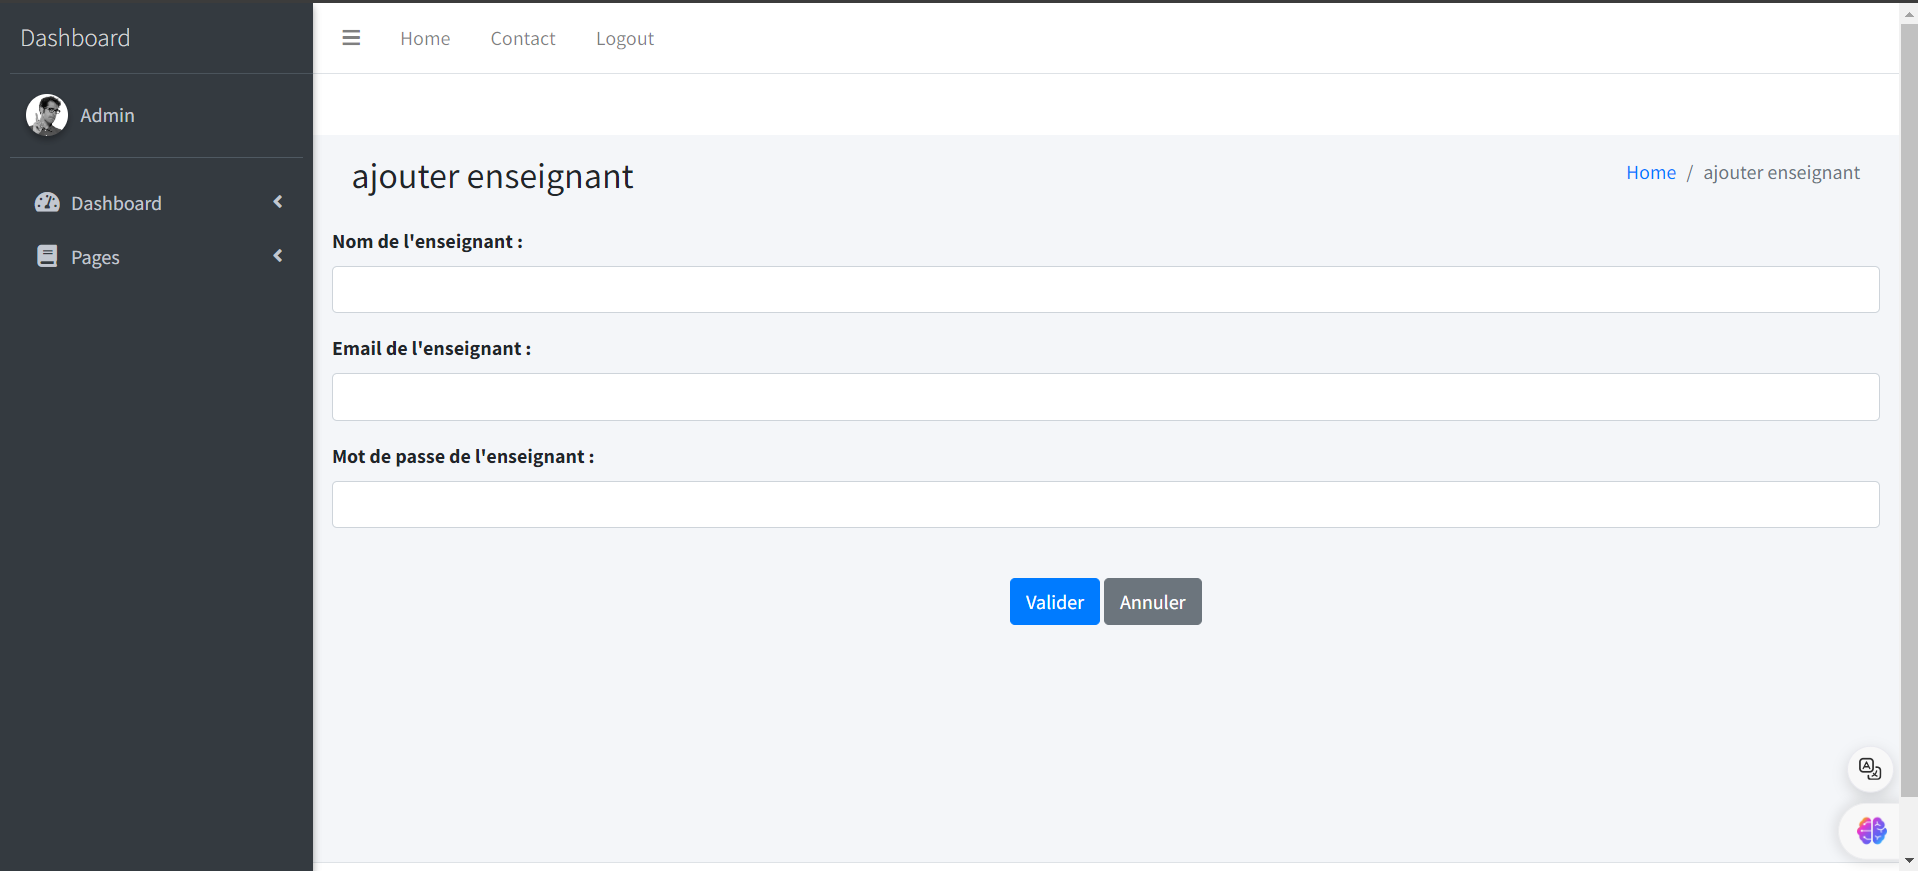 Dashboard
Home Contact Logout
Admin
Dashboard
Pages
ajouter enseignant
Home / ajouter enseignant
Nom de l'enseignant :
Email de l'enseignant :
Mot de passe de l'enseignant :
Valider Annuler